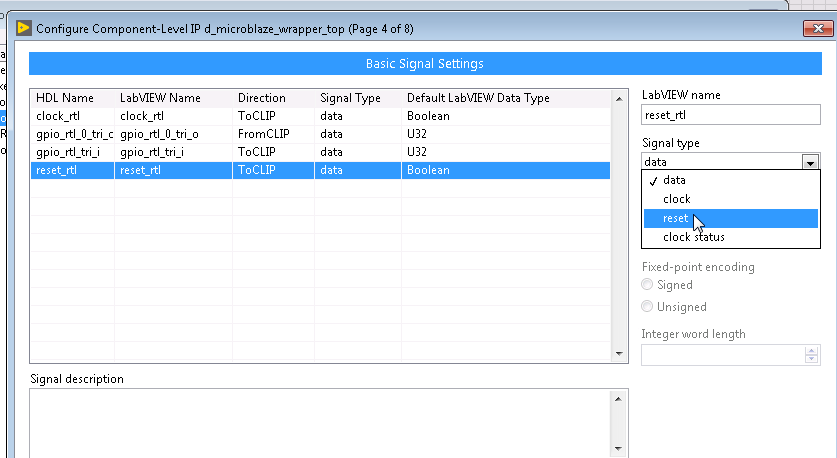 Configure Component-Level IP d_microblaze_wrapper_top (Page 4 of 8)
Basic Signal Settings
HDL Name LabVIEW Name Direction Signal Type Default LabVIEW Data Type
clock_rtl clock_rtl ToCLIP data Boolean
gpio_rtl_0_tri_o gpio_rtl_0_tri_o FromCLIP data U32
gpio_rtl_tri_i gpio_rtl_tri_i ToCLIP data U32
reset_rtl reset_rtl ToCLIP data Boolean
LabVIEW name
reset_rtl
Signal type
data
data
clock
reset
clock status
Fixed-point encoding
Signed
Unsigned
Integer word length
Signal description